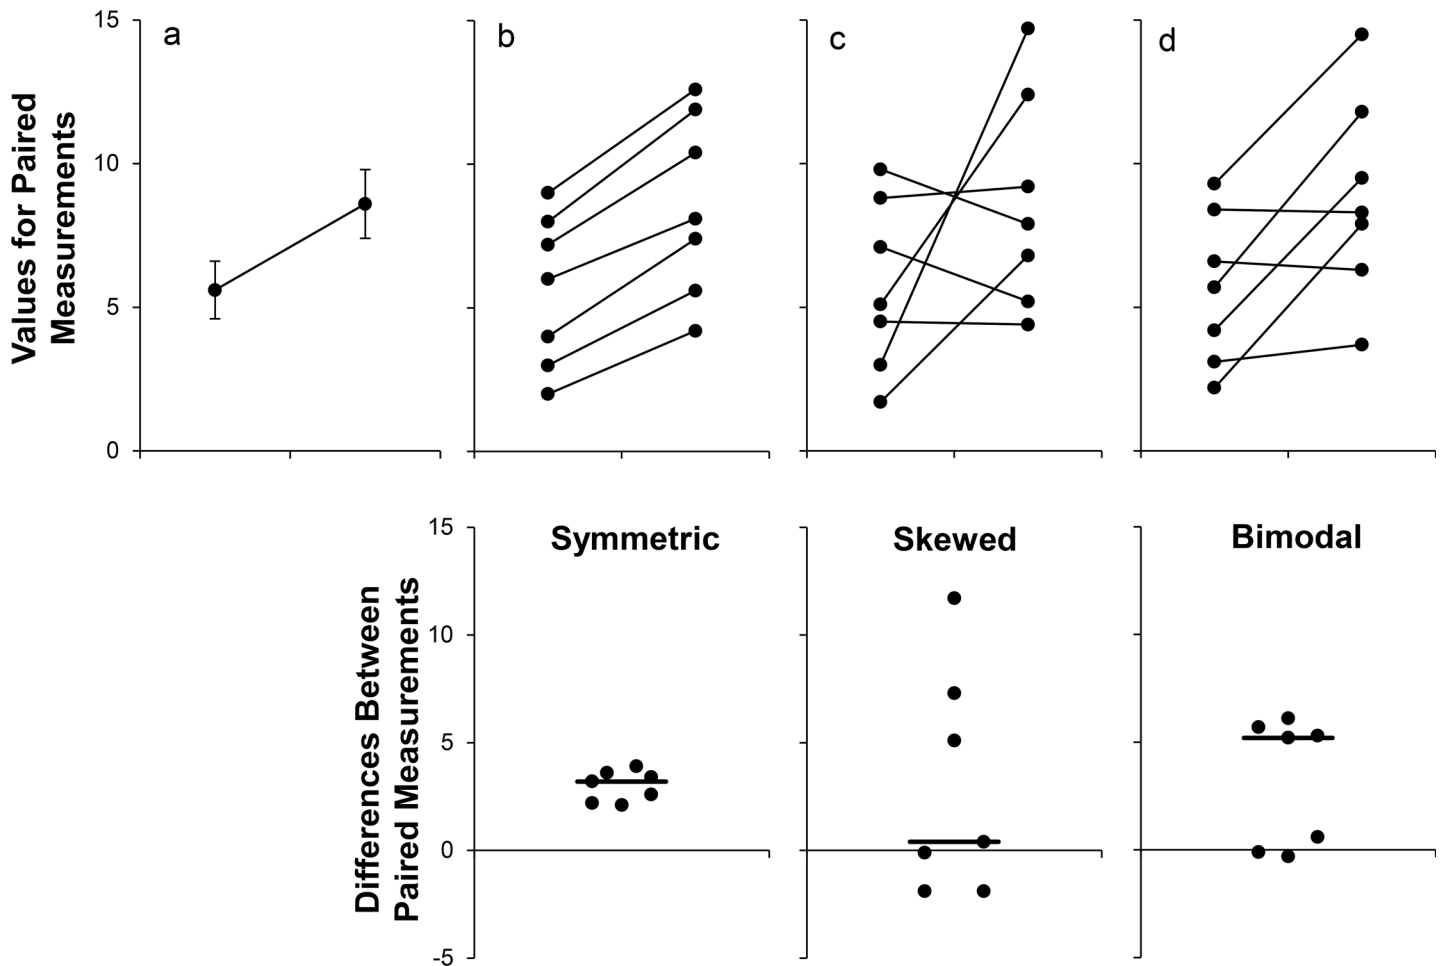 Values for Paired
Measurements
15
10
5
0
a
b
c
d
Differences Between
Paired Measurements
15
10
5
0
-5
Symmetric
Skewed
Bimodal